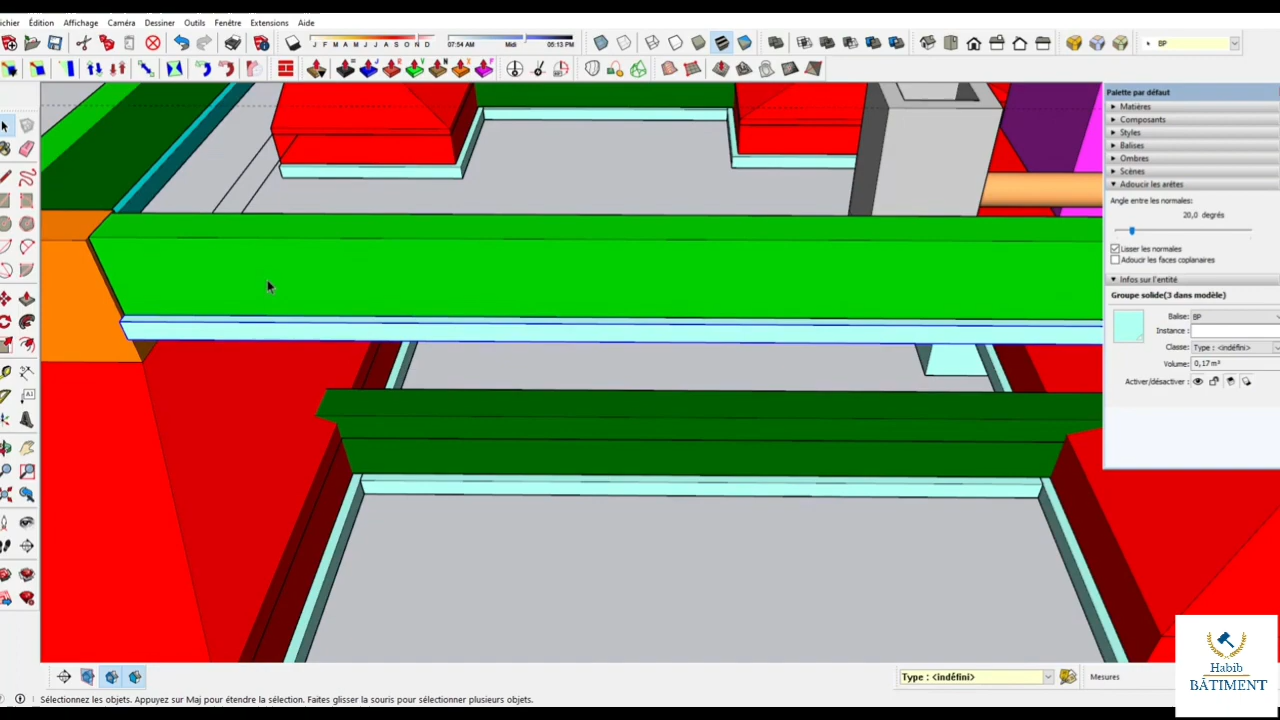 ichier Édition Affichage Caméra Dessiner Outils Fenêtre Extensions Aide
J F M A M J J A S O N D 07:54 AM Midi 05:13 PM BP
Palette par défaut
Matières
Composants
Styles
Balises
Ombres
Scènes
Adoucir les arêtes
Angle entre les normales:
20,0 degrés
Lisser les normales
Adoucir les faces coplanaires
Infos sur l'entité
Groupe solide(3 dans modèle)
Balise: BP
Instance :
Classe: Type : <indéfini>
Volume: 0,17 m³
Activer/désactiver :
Type : <indéfini> Mesures
Sélectionnez les objets. Appuyez sur Maj pour étendre la sélection. Faites glisser la souris pour sélectionner plusieurs objets.
Habib
BÂTIMENT